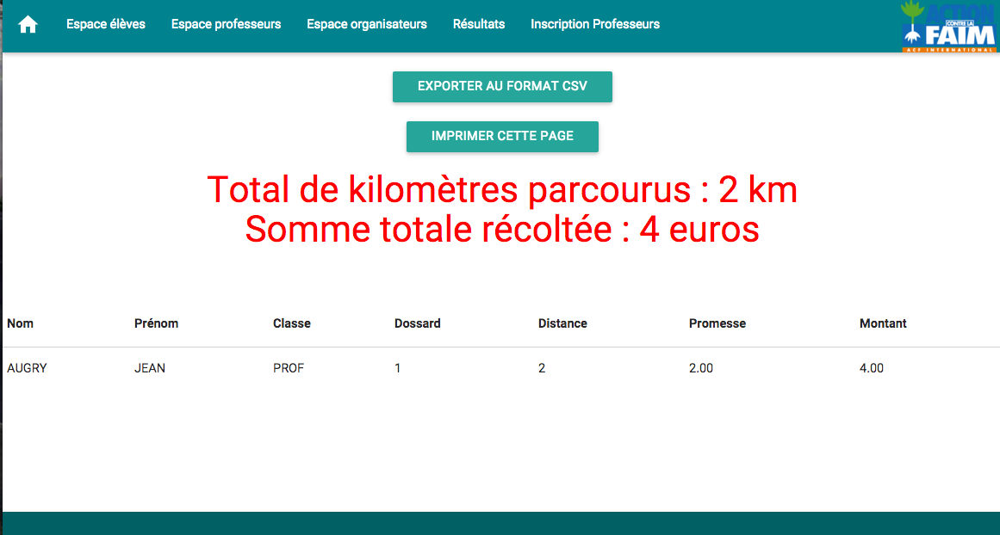 Espace élèves Espace professeurs Espace organisateurs Résultats Inscription Professeurs
ACTION
CONTRE LA
FAIM
ACF INTERNATIONAL
EXPORTER AU FORMAT CSV
IMPRIMER CETTE PAGE
Total de kilomètres parcourus : 2 km
Somme totale récoltée : 4 euros
Nom Prénom Classe Dossard Distance Promesse Montant
AUGRY JEAN PROF 1 2 2.00 4.00